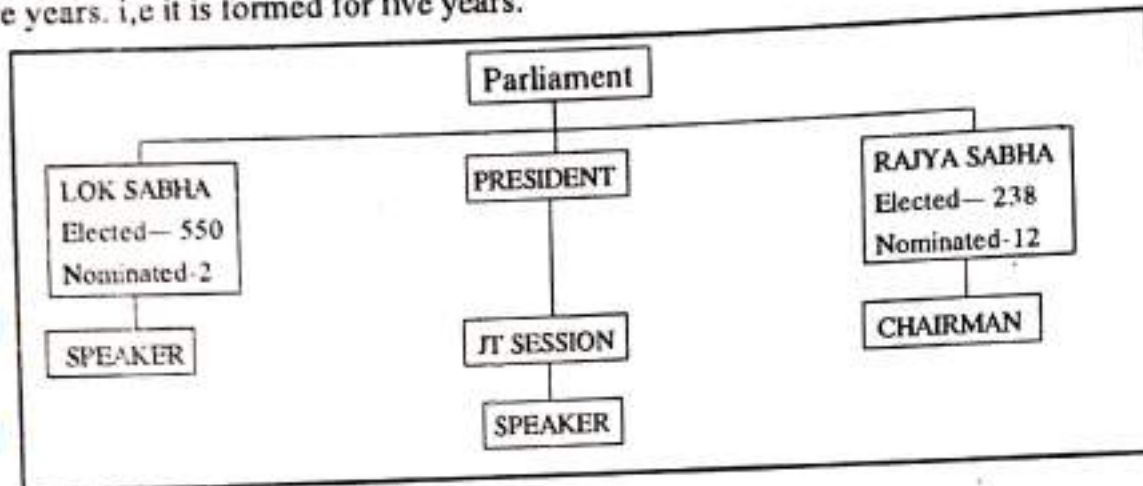 e years. i,e it is formed for five years.
Parliament
LOK SABHA
Elected— 550
Nominated-2
SPEAKER
PRESIDENT
JT SESSION
SPEAKER
RAJYA SABHA
Elected— 238
Nominated-12
CHAIRMAN